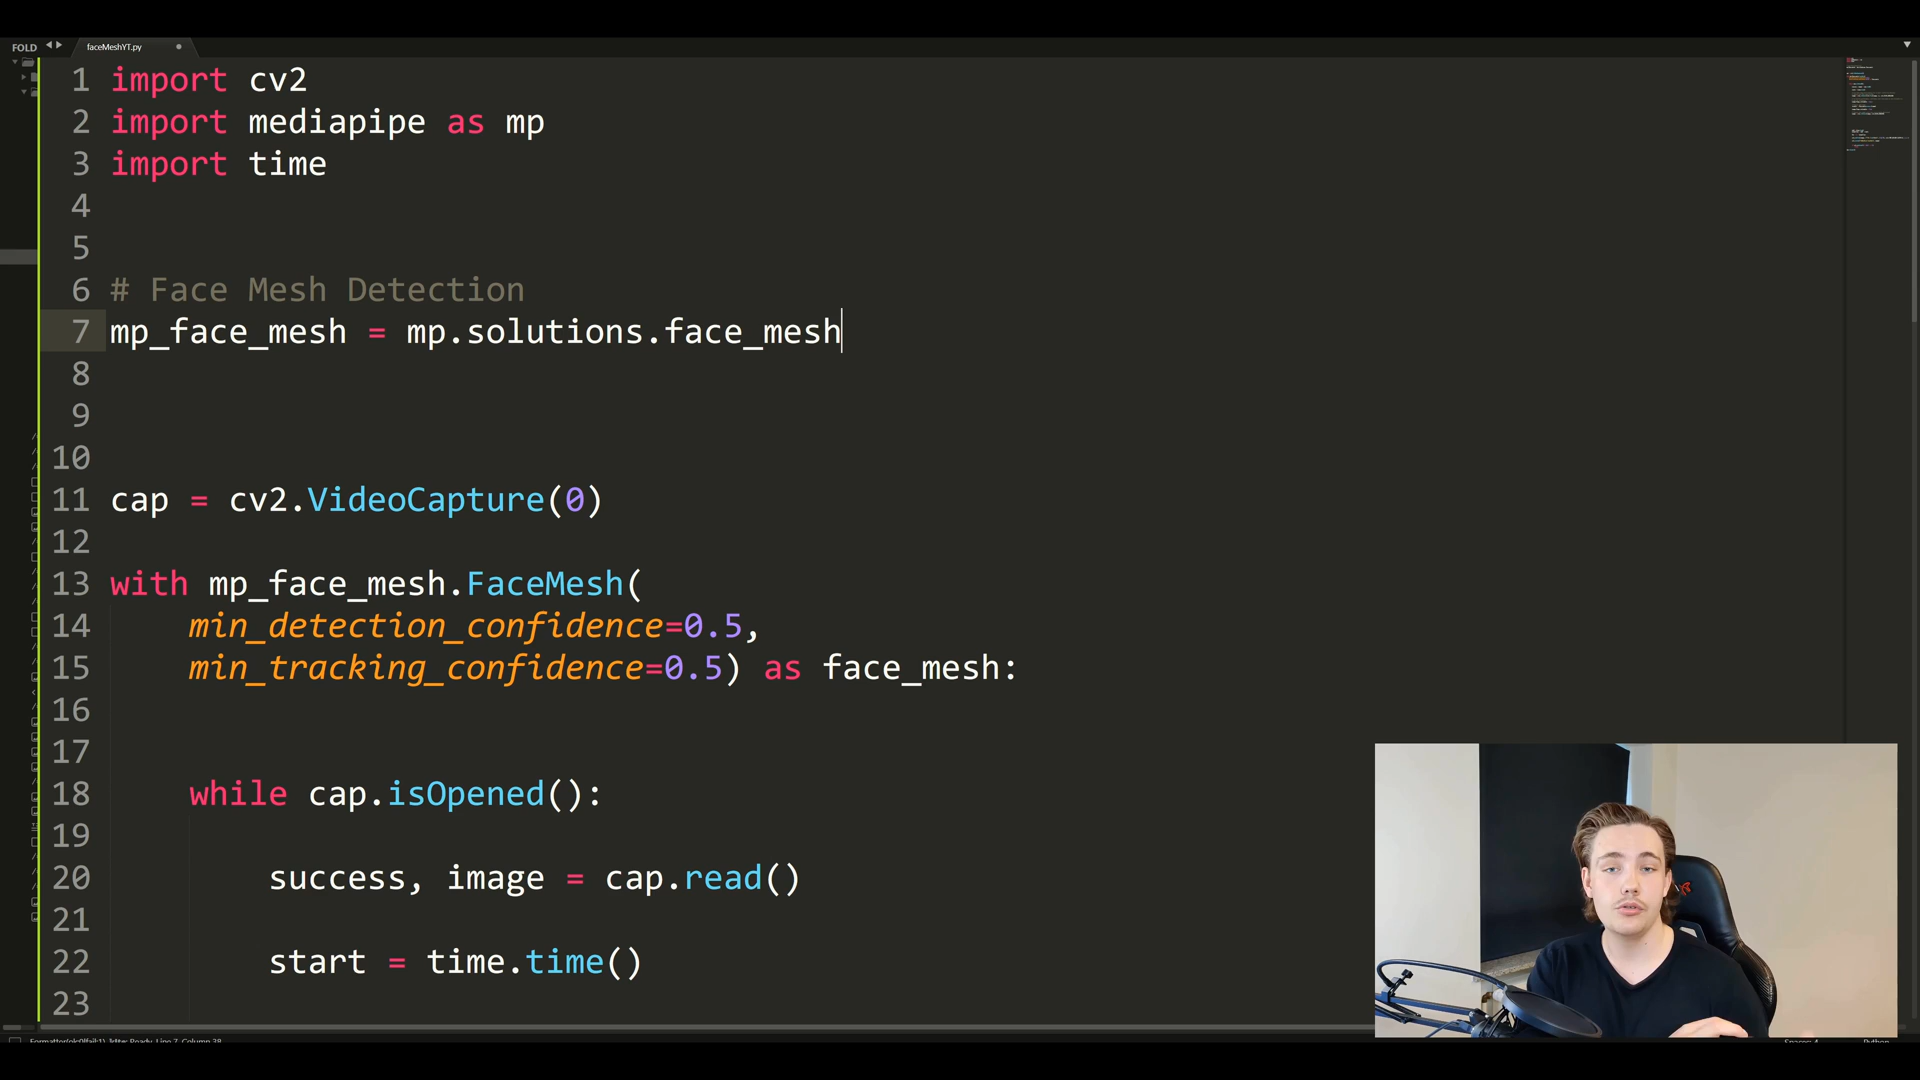 FOLD
faceMeshYT.py
1 import cv2
2 import mediapipe as mp
3 import time
4
5
6 # Face Mesh Detection
7 mp_face_mesh = mp.solutions.face_mesh
8
9
10
11 cap = cv2.VideoCapture(0)
12
13 with mp_face_mesh.FaceMesh(
14 min_detection_confidence=0.5,
15 min_tracking_confidence=0.5) as face_mesh:
16
17
18 while cap.isOpened():
19
20 success, image = cap.read()
21
22 start = time.time()
23